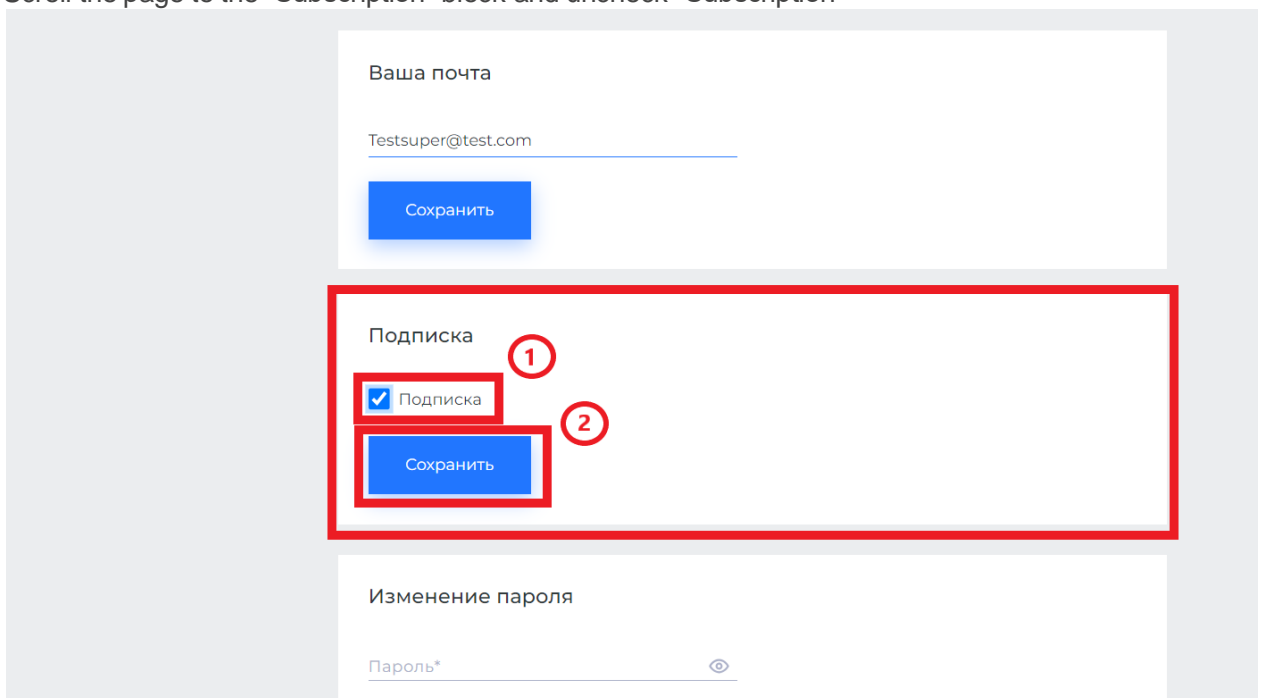 Scroll the page to the "Subscription" block and uncheck "Subscription"
Ваша почта
Testsuper@test.com
Сохранить
Подписка
1
Подписка
2
Сохранить
Изменение пароля
Пароль*